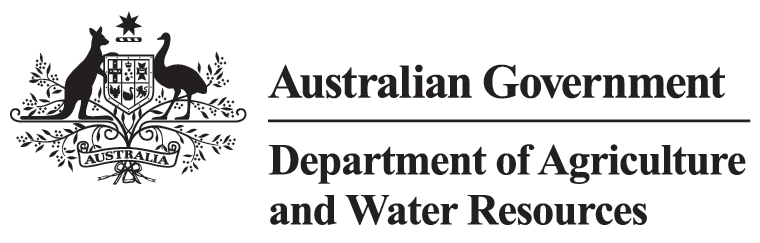 AUSTRALIA
Australian Government
Department of Agriculture
and Water Resources